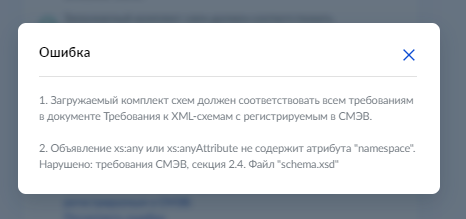 Ошибка
1. Загружаемый комплект схем должен соответствовать всем требованиям
в документе Требования к XML-схемам с регистрируемым в СМЭВ.
2. Объявление xs:any или xs:anyAttribute не содержит атрибута "namespace".
Нарушено: требования СМЭВ, секция 2.4. Файл "schema.xsd"